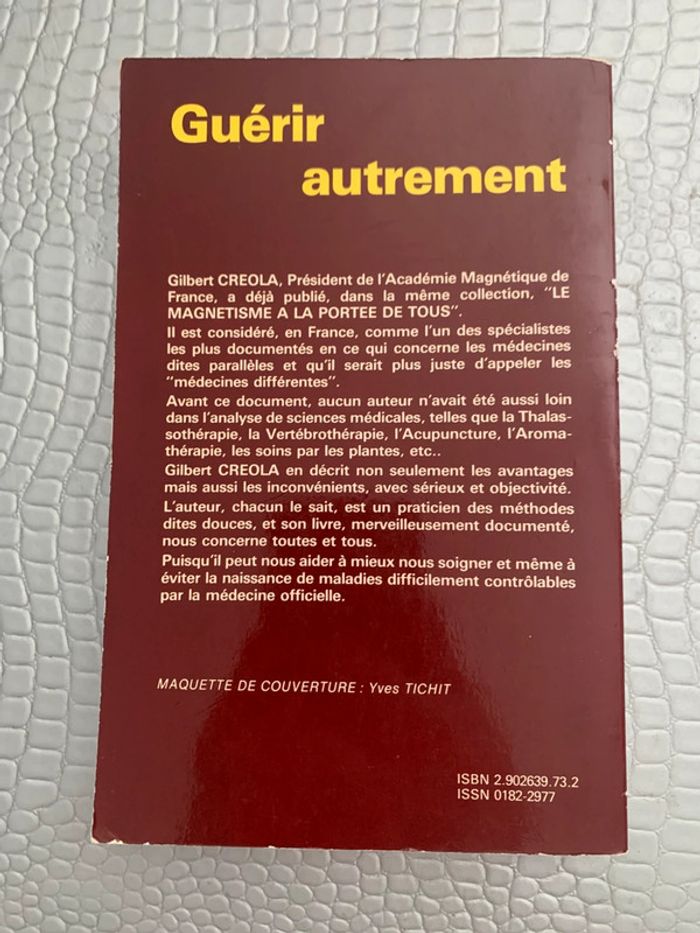 Guérir
autrement
Gilbert CREOLA, Président de l'Académie Magnétique de
France, a déjà publié, dans la même collection, "LE
MAGNETISME A LA PORTEE DE TOUS".
Il est considéré, en France, comme l'un des spécialistes
les plus documentés en ce qui concerne les médecines
dites parallèles et qu'il serait plus juste d'appeler les
"médecines différentes".
Avant ce document, aucun auteur n'avait été aussi loin
dans l'analyse de sciences médicales, telles que la Thalas-
sothérapie, la Vertébrothérapie, l'Acupuncture, l'Aroma-
thérapie, les soins par les plantes, etc..
Gilbert CREOLA en décrit non seulement les avantages
mais aussi les inconvénients, avec sérieux et objectivité.
L'auteur, chacun le sait, est un praticien des méthodes
dites douces, et son livre, merveilleusement documenté,
nous concerne toutes et tous.
Puisqu'il peut nous aider à mieux nous soigner et même à
éviter la naissance de maladies difficilement contrôlables
par la médecine officielle.
MAQUETTE DE COUVERTURE : Yves TICHIT
ISBN 2.902639.73.2
ISSN 0182-2977